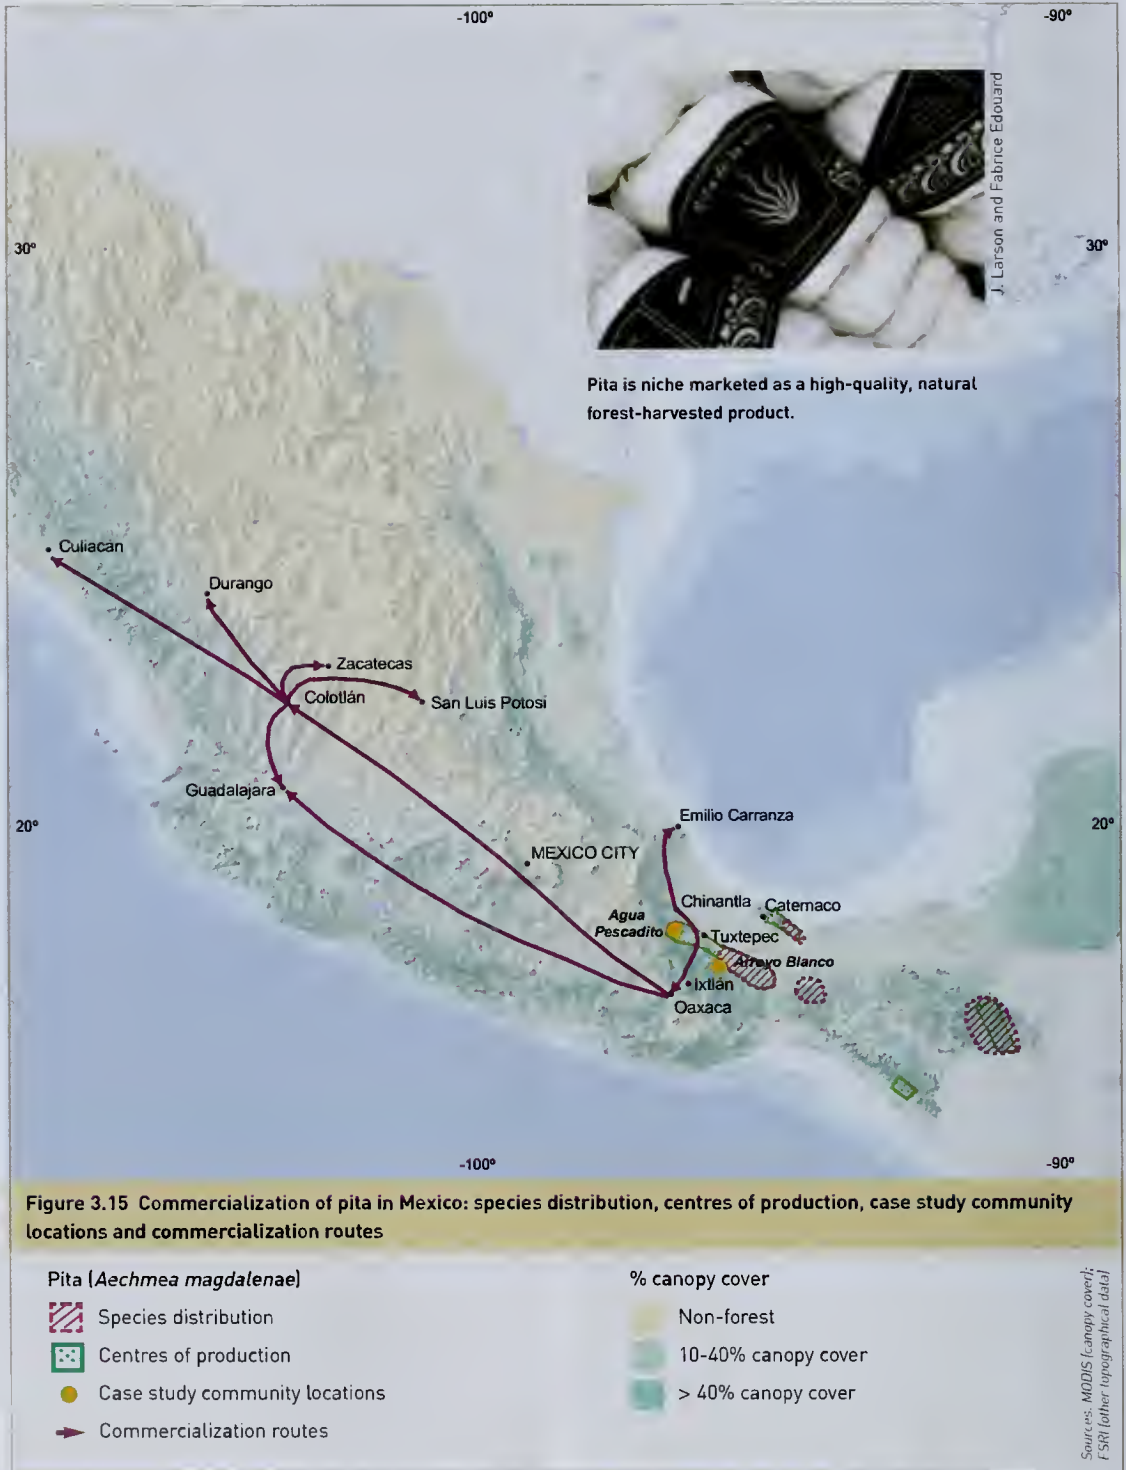 -100°
-90°
J. Larson and Fabrice Edouard
30°
30°
Pita is niche marketed as a high-quality, natural
forest-harvested product.
Culiacán
Durango
Zacatecas
Colotlán
San Luis Potosi
Guadalajara
20°
Emilio Carranza
20°
MEXICO CITY
Chinantla
Catemaco
Agua
Pescadito
Tuxtepec
Arroyo Blanco
Ixtlán
Oaxaca
-100°
-90°
Figure 3.15 Commercialization of pita in Mexico: species distribution, centres of production, case study community
locations and commercialization routes
Pita (Aechmea magdalenae)
Species distribution
Centres of production
Case study community locations
Commercialization routes
% canopy cover
Non-forest
10-40% canopy cover
> 40% canopy cover
Sources. MODIS (canopy cover);
ESRI (other topographical data)